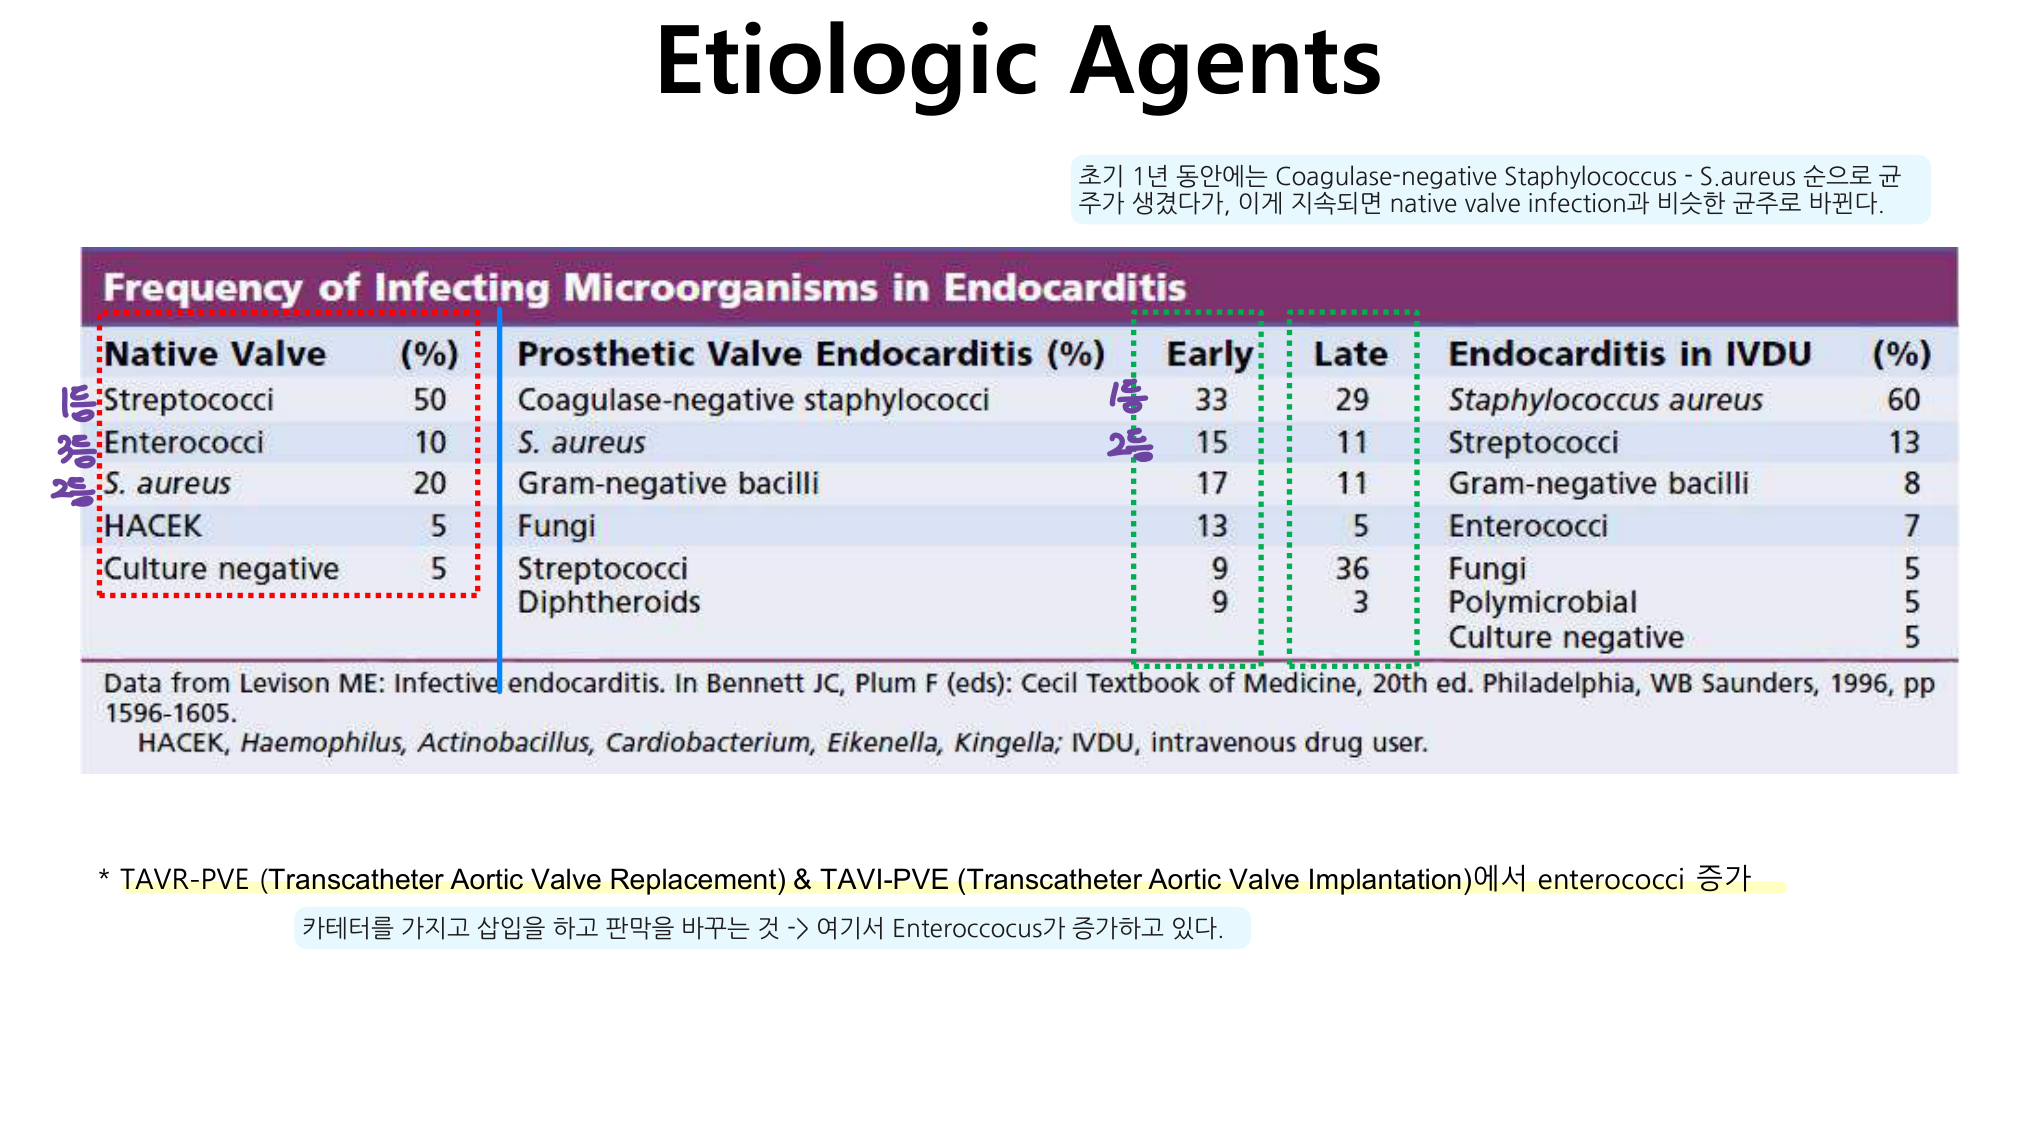 Etiologic Agents
초기 1년 동안에는 Coagulase-negative Staphylococcus - S.aureus 순으로 균
주가 생겼다가, 이게 지속되면 native valve infection과 비슷한 균주로 바뀐다.
Frequency of Infecting Microorganisms in Endocarditis
Native Valve (%) Prosthetic Valve Endocarditis (%) Early Late Endocarditis in IVDU (%)
1등 Streptococci 50 Coagulase-negative staphylococci 1등 33 29 Staphylococcus aureus 60
3등 Enterococci 10 S. aureus 2등 15 11 Streptococci 13
2등 S. aureus 20 Gram-negative bacilli 17 11 Gram-negative bacilli 8
HACEK 5 Fungi 13 5 Enterococci 7
Culture negative 5 Streptococci 9 36 Fungi 5
Diphtheroids 9 3 Polymicrobial 5
Culture negative 5
Data from Levison ME: Infective endocarditis. In Bennett JC, Plum F (eds): Cecil Textbook of Medicine, 20th ed. Philadelphia, WB Saunders, 1996, pp
1596-1605.
HACEK, Haemophilus, Actinobacillus, Cardiobacterium, Eikenella, Kingella; IVDU, intravenous drug user.
* TAVR-PVE (Transcatheter Aortic Valve Replacement) & TAVI-PVE (Transcatheter Aortic Valve Implantation)에서 enterococci 증가
카테터를 가지고 삽입을 하고 판막을 바꾸는 것 -> 여기서 Enteroccocus가 증가하고 있다.